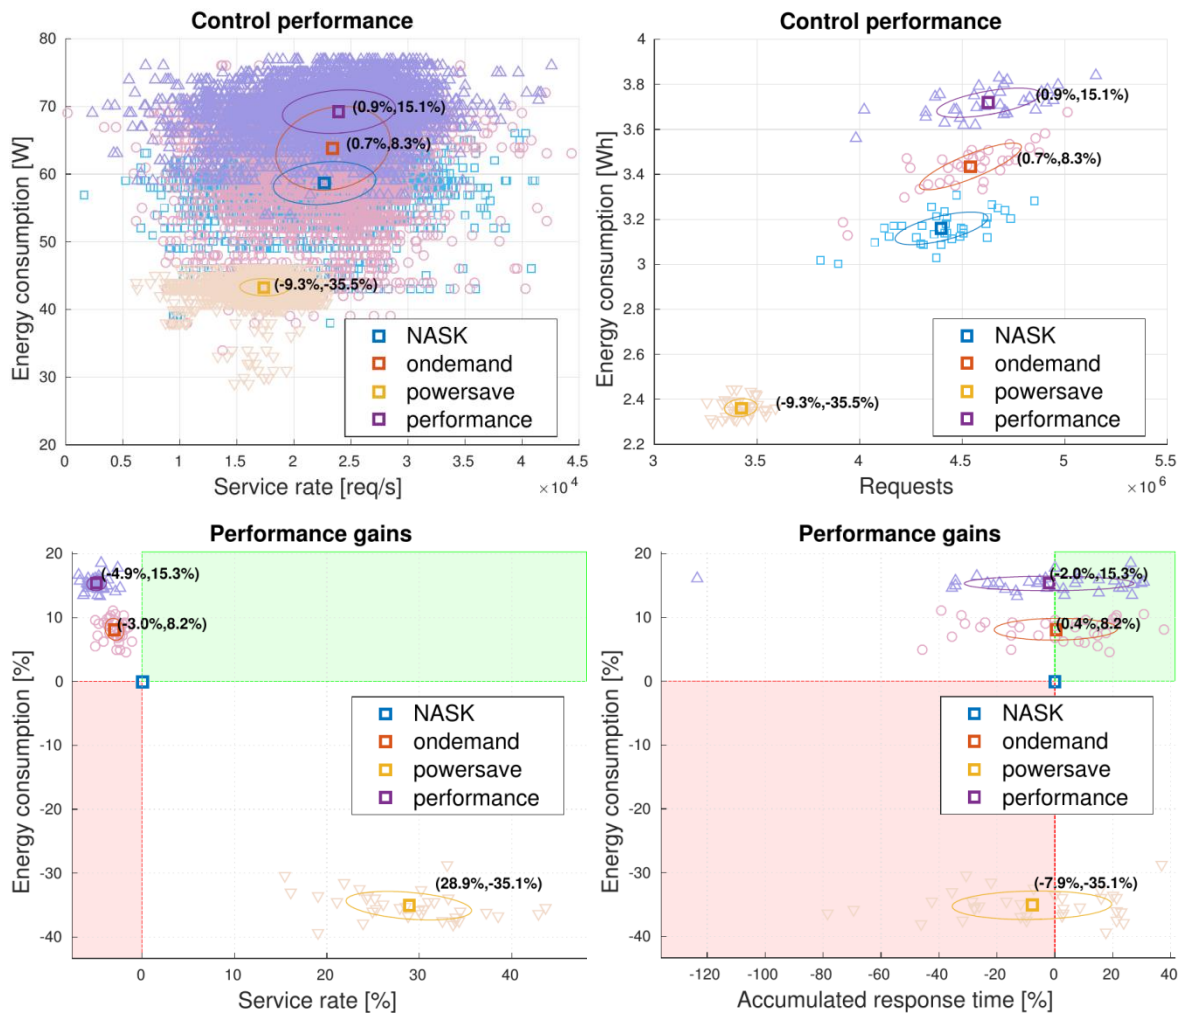 Control performance
80
70
60
50
40
30
20
Energy consumption [W]
(0.9%,15.1%)
(0.7%,8.3%)
(-9.3%,-35.5%)
NASK
ondemand
powersave
performance
0 0.5 1 1.5 2 2.5 3 3.5 4 4.5
Service rate [req/s]
×10^4
Control performance
4
3.8
3.6
3.4
3.2
3
2.8
2.6
2.4
2.2
Energy consumption [Wh]
(0.9%,15.1%)
(0.7%,8.3%)
(-9.3%,-35.5%)
NASK
ondemand
powersave
performance
3 3.5 4 4.5 5 5.5
Requests
×10^6
Performance gains
20
10
0
-10
-20
-30
-40
Energy consumption [%]
(-4.9%,15.3%)
(-3.0%,8.2%)
NASK
ondemand
powersave
performance
(28.9%,-35.1%)
0 10 20 30 40
Service rate [%]
Performance gains
20
10
0
-10
-20
-30
-40
Energy consumption [%]
(-2.0%,15.3%)
(0.4%,8.2%)
NASK
ondemand
powersave
performance
(-7.9%,-35.1%)
-120 -100 -80 -60 -40 -20 0 20 40
Accumulated response time [%]